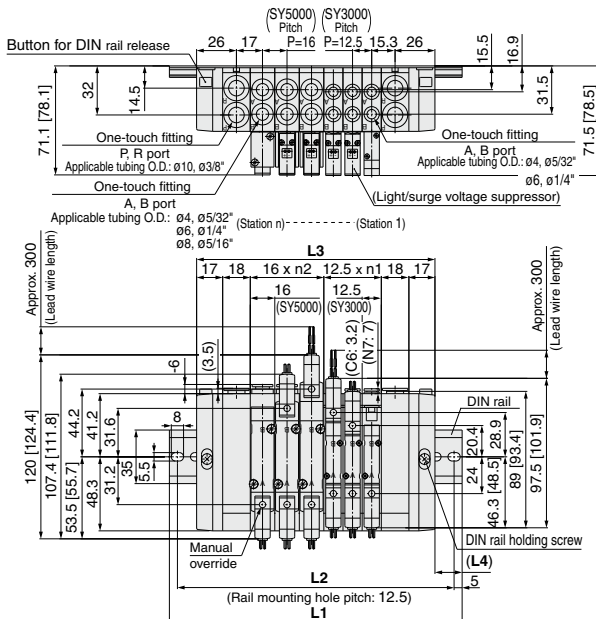 (SY5000) (SY3000)
Pitch Pitch
26 17 P=16 P=12.5 15.3 26
15.5
16.9
Button for DIN rail release
71.1 [78.1]
32
14.5
31.5
71.5 [78.5]
One-touch fitting
P, R port
Applicable tubing O.D.: ø10, ø3/8"
One-touch fitting
A, B port
Applicable tubing O.D.: ø4, ø5/32"
ø6, ø1/4"
One-touch fitting
A, B port
Applicable tubing O.D.: ø4, ø5/32"
ø6, ø1/4"
ø8, ø5/16"
(Light/surge voltage suppressor)
(Station n) (Station 1)
L3
17 18 16 x n2 12.5 x n1 18 17
16 12.5
(SY5000) (SY3000)
Approx. 300
(Lead wire length)
Approx. 300
(Lead wire length)
-6
(3.5)
(C6: 3.2)
(N7: 7)
DIN rail
120 [124.4]
107.4 [111.8]
53.5 [55.7]
44.2
41.2
31.6
8
35
5.5
31.2
48.3
20.4
28.9
24
46.3 [48.5]
89 [93.4]
97.5 [101.9]
Manual
override
DIN rail holding screw
L2
(L4)
(Rail mounting hole pitch: 12.5)
5
L1